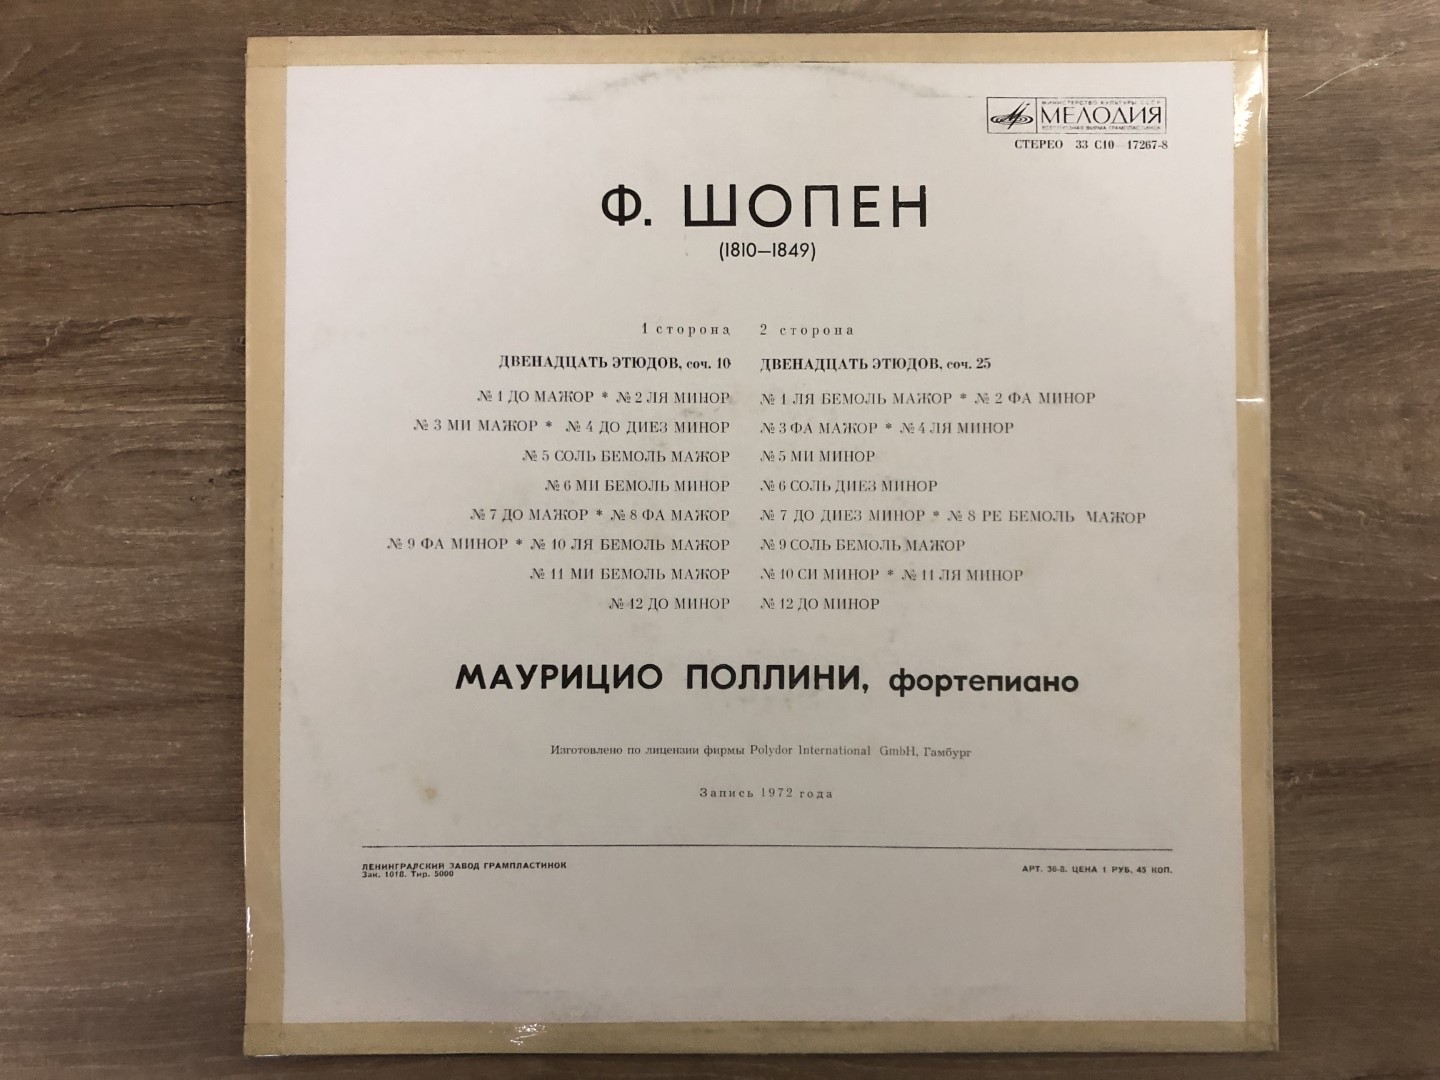 МИНИСТЕРСТВО КУЛЬТУРЫ СССР
МЕЛОДИЯ
ВСЕСОЮЗНАЯ ФИРМА ГРАМПЛАСТИНОК
СТЕРЕО 33 С10—17267-8
Ф. ШОПЕН
(1810—1849)
1 сторона
ДВЕНАДЦАТЬ ЭТЮДОВ, соч. 10
№ 1 ДО МАЖОР * № 2 ЛЯ МИНОР
№ 3 МИ МАЖОР * № 4 ДО ДИЕЗ МИНОР
№ 5 СОЛЬ БЕМОЛЬ МАЖОР
№ 6 МИ БЕМОЛЬ МИНОР
№ 7 ДО МАЖОР * № 8 ФА МАЖОР
№ 9 ФА МИНОР * № 10 ЛЯ БЕМОЛЬ МАЖОР
№ 11 МИ БЕМОЛЬ МАЖОР
№ 12 ДО МИНОР
2 сторона
ДВЕНАДЦАТЬ ЭТЮДОВ, соч. 25
№ 1 ЛЯ БЕМОЛЬ МАЖОР * № 2 ФА МИНОР
№ 3 ФА МАЖОР * № 4 ЛЯ МИНОР
№ 5 МИ МИНОР
№ 6 СОЛЬ ДИЕЗ МИНОР
№ 7 ДО ДИЕЗ МИНОР * № 8 РЕ БЕМОЛЬ МАЖОР
№ 9 СОЛЬ БЕМОЛЬ МАЖОР
№ 10 СИ МИНОР * № 11 ЛЯ МИНОР
№ 12 ДО МИНОР
МАУРИЦИО ПОЛЛИНИ, фортепиано
Изготовлено по лицензии фирмы Polydor International GmbH, Гамбург
Запись 1972 года
ЛЕНИНГРАДСКИЙ ЗАВОД ГРАМПЛАСТИНОК
Зак. 1018. Тир. 5000
АРТ. 36-8. ЦЕНА 1 РУБ. 45 КОП.